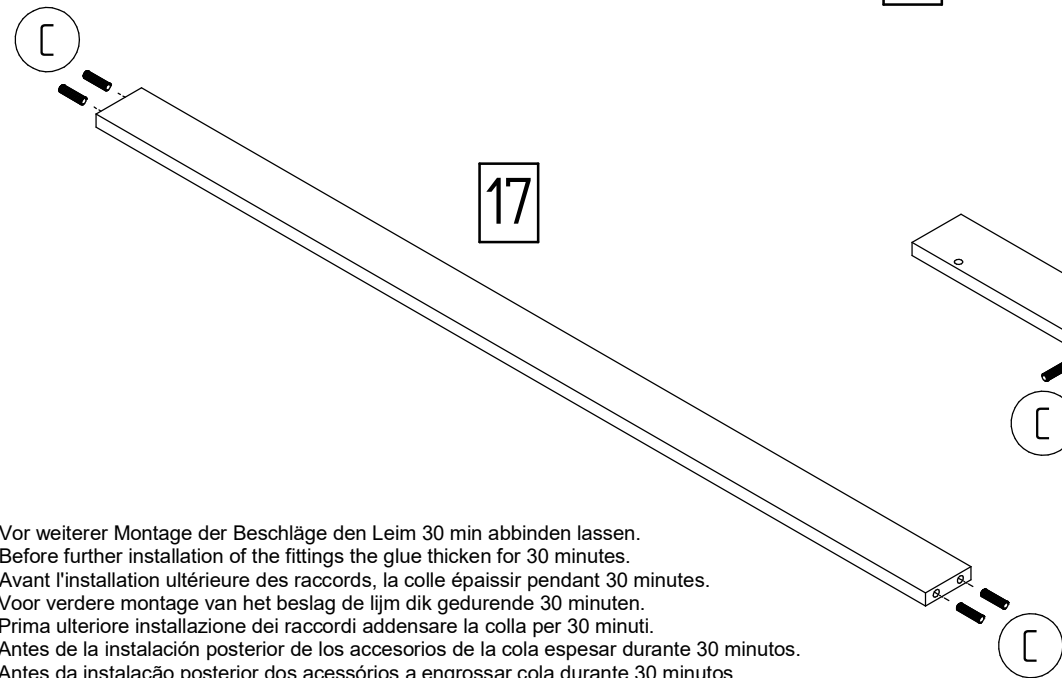 C
17
C
Vor weiterer Montage der Beschläge den Leim 30 min abbinden lassen.
Before further installation of the fittings the glue thicken for 30 minutes.
Avant l'installation ultérieure des raccords, la colle épaissir pendant 30 minutes.
Voor verdere montage van het beslag de lijm dik gedurende 30 minuten.
Prima ulteriore installazione dei raccordi addensare la colla per 30 minuti.
Antes de la instalación posterior de los accesorios de la cola espesar durante 30 minutos.
Antes da instalação posterior dos acessórios a engrossar cola durante 30 minutos
C